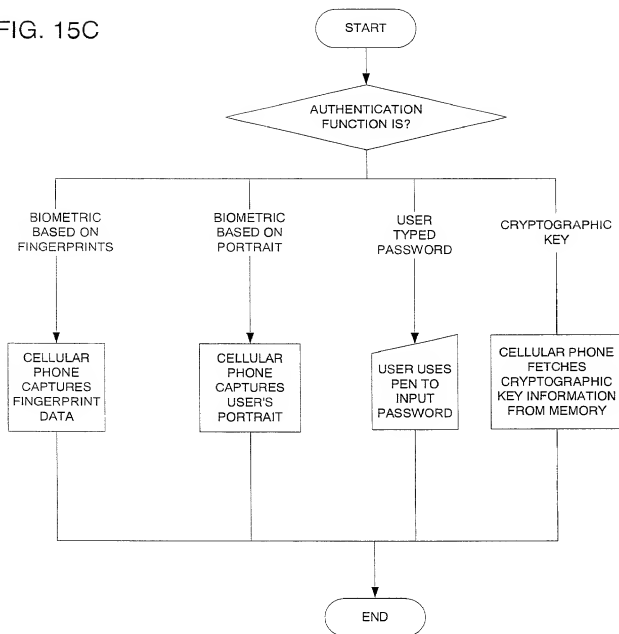 FIG. 15C
START
AUTHENTICATION
FUNCTION IS?
BIOMETRIC
BASED ON
FINGERPRINTS
BIOMETRIC
BASED ON
PORTRAIT
USER
TYPED
PASSWORD
CRYPTOGRAPHIC
KEY
CELLULAR
PHONE
CAPTURES
FINGERPRINT
DATA
CELLULAR
PHONE
CAPTURES
USER'S
PORTRAIT
USER USES
PEN TO
INPUT
PASSWORD
CELLULAR PHONE
FETCHES
CRYPTOGRAPHIC
KEY INFORMATION
FROM MEMORY
END